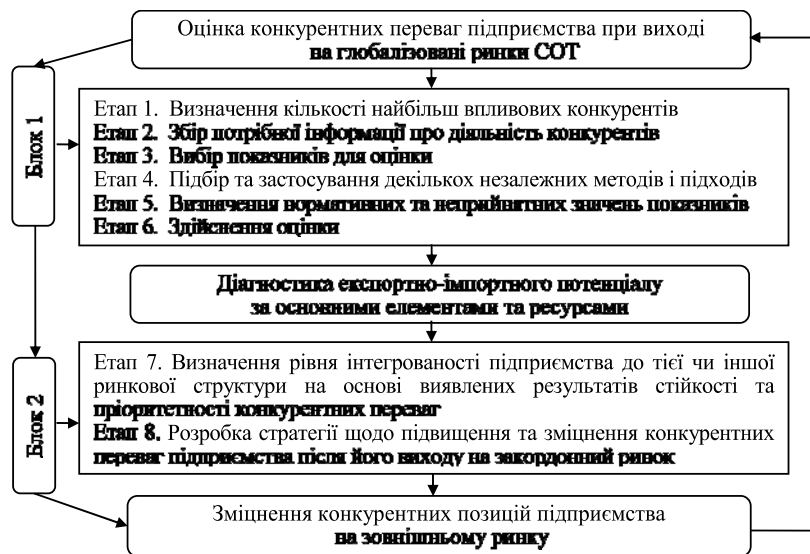 Оцінка конкурентних переваг підприємства при виході
на глобалізовані ринки СОТ
Блок 1
Етап 1. Визначення кількості найбільш впливових конкурентів
Етап 2. Збір потрібної інформації про діяльність конкурентів
Етап 3. Вибір показників для оцінки
Етап 4. Підбір та застосування декількох незалежних методів і підходів
Етап 5. Визначення нормативних та неприйнятних значень показників
Етап 6. Здійснення оцінки
Діагностика експортно-імпортного потенціалу
за основними елементами та ресурсами
Блок 2
Етап 7. Визначення рівня інтегрованості підприємства до тієї чи іншої
ринкової структури на основі виявлених результатів стійкості та
пріоритетності конкурентних переваг
Етап 8. Розробка стратегії щодо підвищення та зміцнення конкурентних
переваг підприємства після його виходу на закордонний ринок
Зміцнення конкурентних позицій підприємства
на зовнішньому ринку